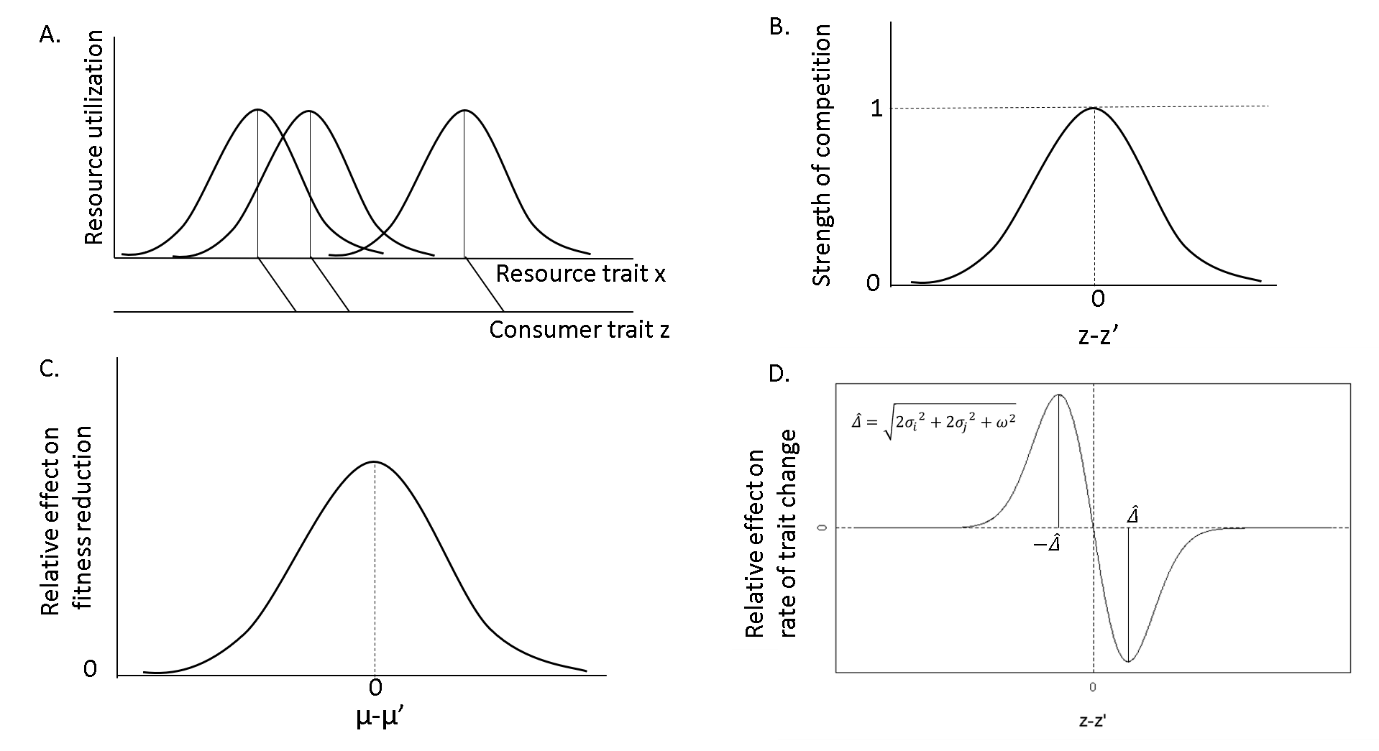 A.
Resource utilization
Resource trait x
Consumer trait z
B.
Strength of competition
1
0
0
z-z′
C.
Relative effect on
fitness reduction
0
0
μ-μ′
D.
Relative effect on
rate of trait change
Δ̂ = √(2σᵢ² + 2σⱼ² + ω²)
0
−Δ̂
Δ̂
0
z-z'